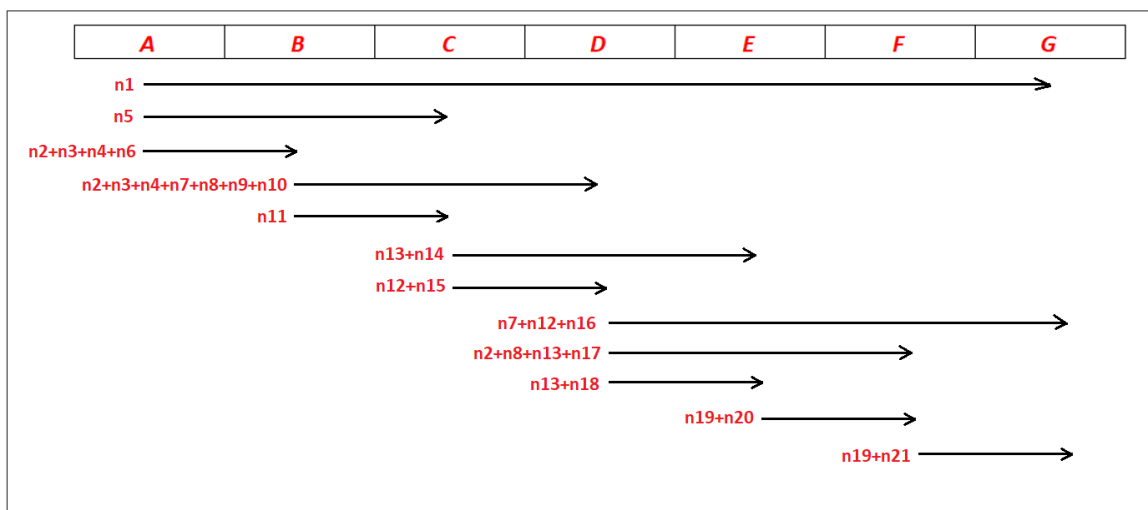 A B C D E F G
n1
n5
n2+n3+n4+n6
n2+n3+n4+n7+n8+n9+n10
n11
n13+n14
n12+n15
n7+n12+n16
n2+n8+n13+n17
n13+n18
n19+n20
n19+n21